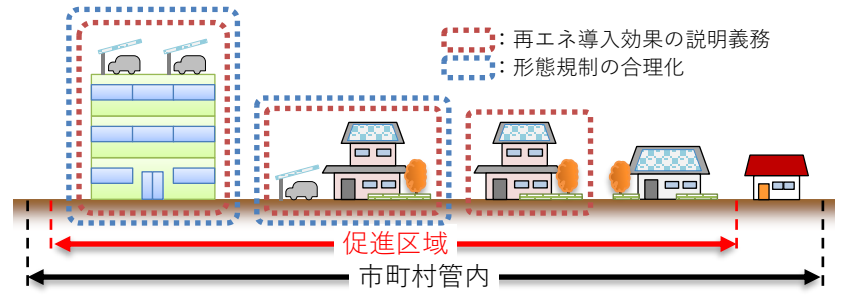 ：再エネ導入効果の説明義務
：形態規制の合理化
促進区域
市町村管内